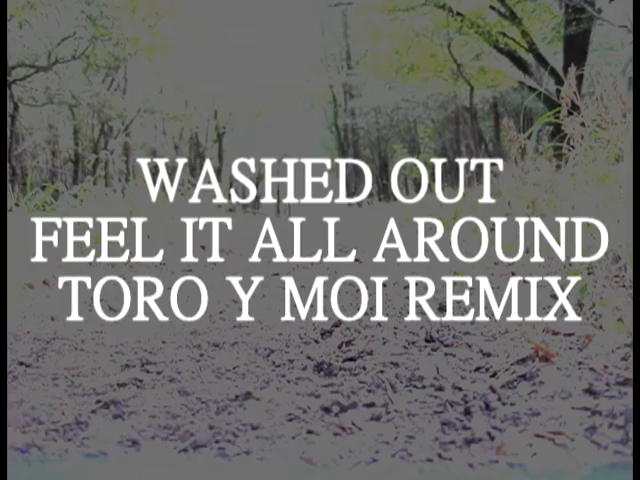 WASHED OUT
FEEL IT ALL AROUND
TORO Y MOI REMIX